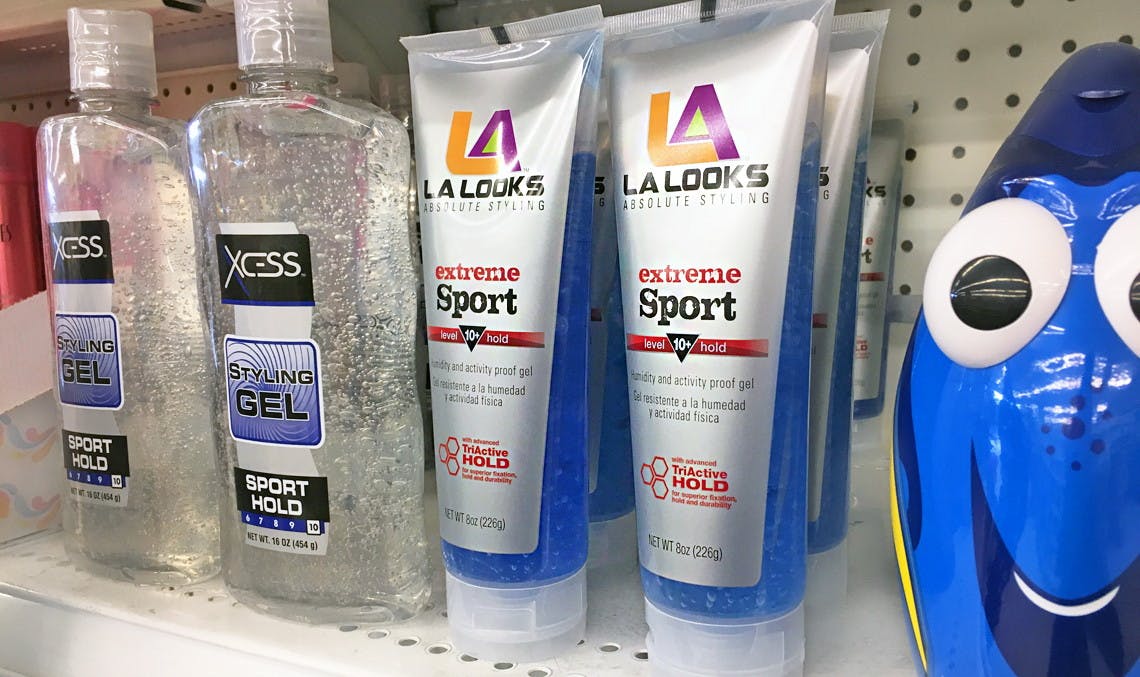 XCESS
STYLING
GEL
SPORT
HOLD
6 7 8 9 10
NET WT. 16 OZ (454 g)
XCESS
STYLING
GEL
SPORT
HOLD
6 7 8 9 10
NET WT. 16 OZ (454 g)
LA
LA LOOKS
ABSOLUTE STYLING
extreme
Sport
level 10+ hold
Humidity and activity proof gel
Gel resistente a la humedad
y actividad física
with advanced
TriActive
HOLD
for superior fixation,
hold and durability
NET WT 8oz (226g)
LA
LA LOOKS
ABSOLUTE STYLING
extreme
Sport
level 10+ hold
Humidity and activity proof gel
Gel resistente a la humedad
y actividad física
with advanced
TriActive
HOLD
for superior fixation,
hold and durability
NET WT 8oz (226g)